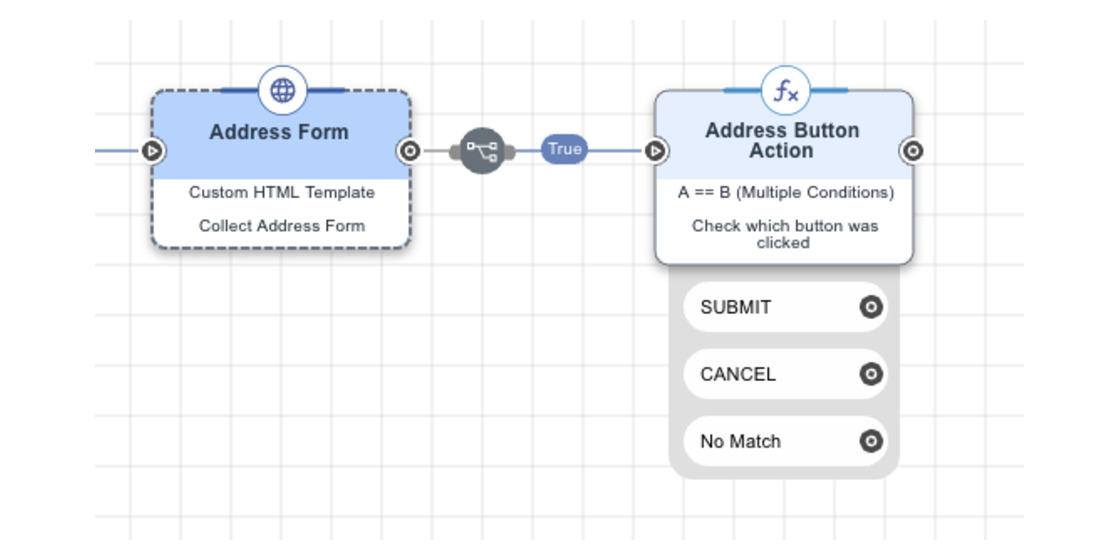 Address Form
Custom HTML Template
Collect Address Form
True
fx
Address Button
Action
A == B (Multiple Conditions)
Check which button was
clicked
SUBMIT
CANCEL
No Match